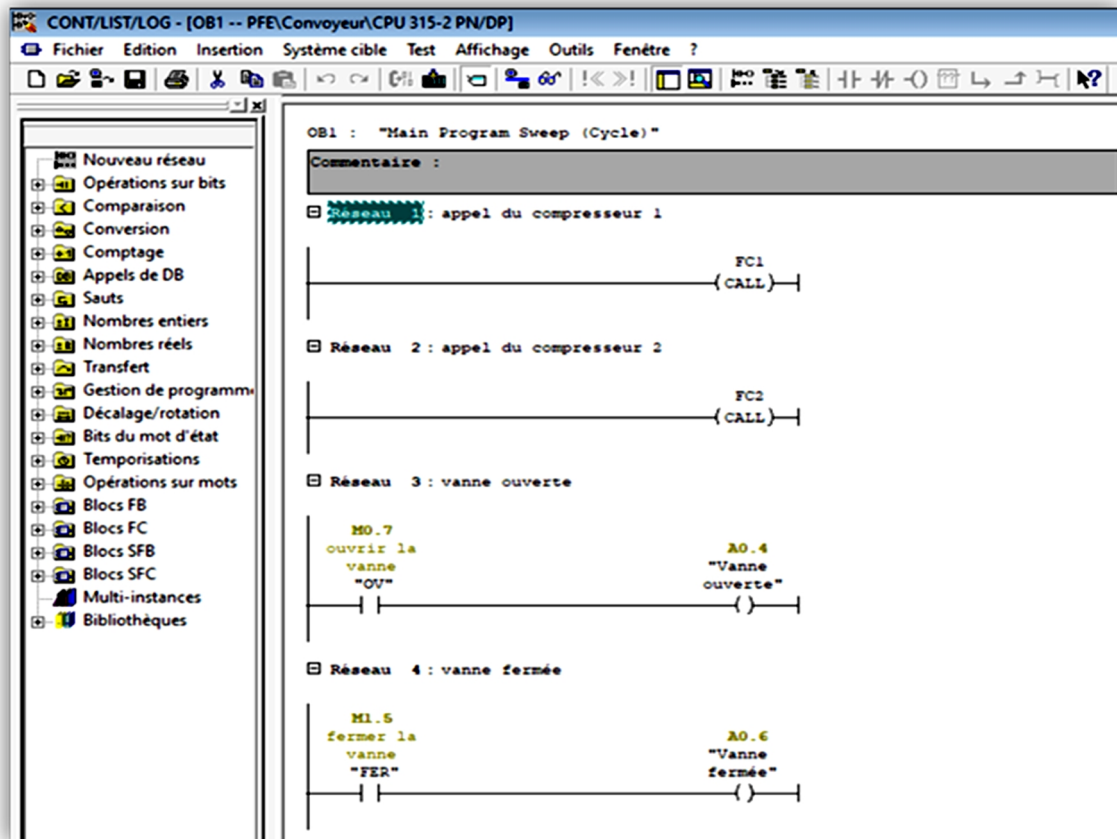 CONT/LIST/LOG - [OB1 -- PFE\Convoyeur\CPU 315-2 PN/DP]
Fichier Edition Insertion Système cible Test Affichage Outils Fenêtre ?
Nouveau réseau
Opérations sur bits
Comparaison
Conversion
Comptage
Appels de DB
Sauts
Nombres entiers
Nombres réels
Transfert
Gestion de programm
Décalage/rotation
Bits du mot d'état
Temporisations
Opérations sur mots
Blocs FB
Blocs FC
Blocs SFB
Blocs SFC
Multi-instances
Bibliothèques
OB1 : "Main Program Sweep (Cycle)"
Commentaire :
Réseau 1 : appel du compresseur 1
FC1
(CALL)
Réseau 2 : appel du compresseur 2
FC2
(CALL)
Réseau 3 : vanne ouverte
M0.7
ouvrir la
vanne
"OV"
A0.4
"Vanne
ouverte"
Réseau 4 : vanne fermée
M1.5
fermer la
vanne
"FER"
A0.6
"Vanne
fermée"